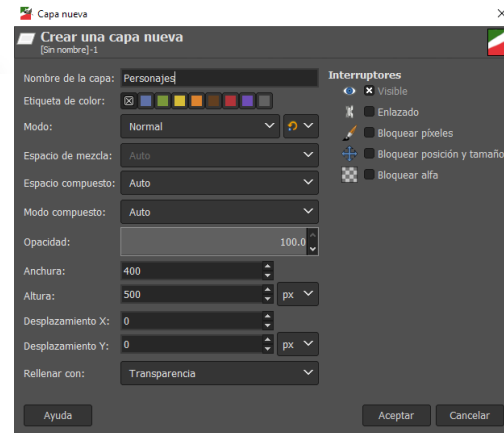 Capa nueva
Crear una capa nueva
[Sin nombre]-1
Nombre de la capa: Personajes
Etiqueta de color:
Modo: Normal
Espacio de mezcla: Auto
Espacio compuesto: Auto
Modo compuesto: Auto
Opacidad: 100.0
Anchura: 400
Altura: 500 px
Desplazamiento X: 0
Desplazamiento Y: 0 px
Rellenar con: Transparencia
Interruptores
Visible
Enlazado
Bloquear píxeles
Bloquear posición y tamaño
Bloquear alfa
Ayuda Aceptar Cancelar